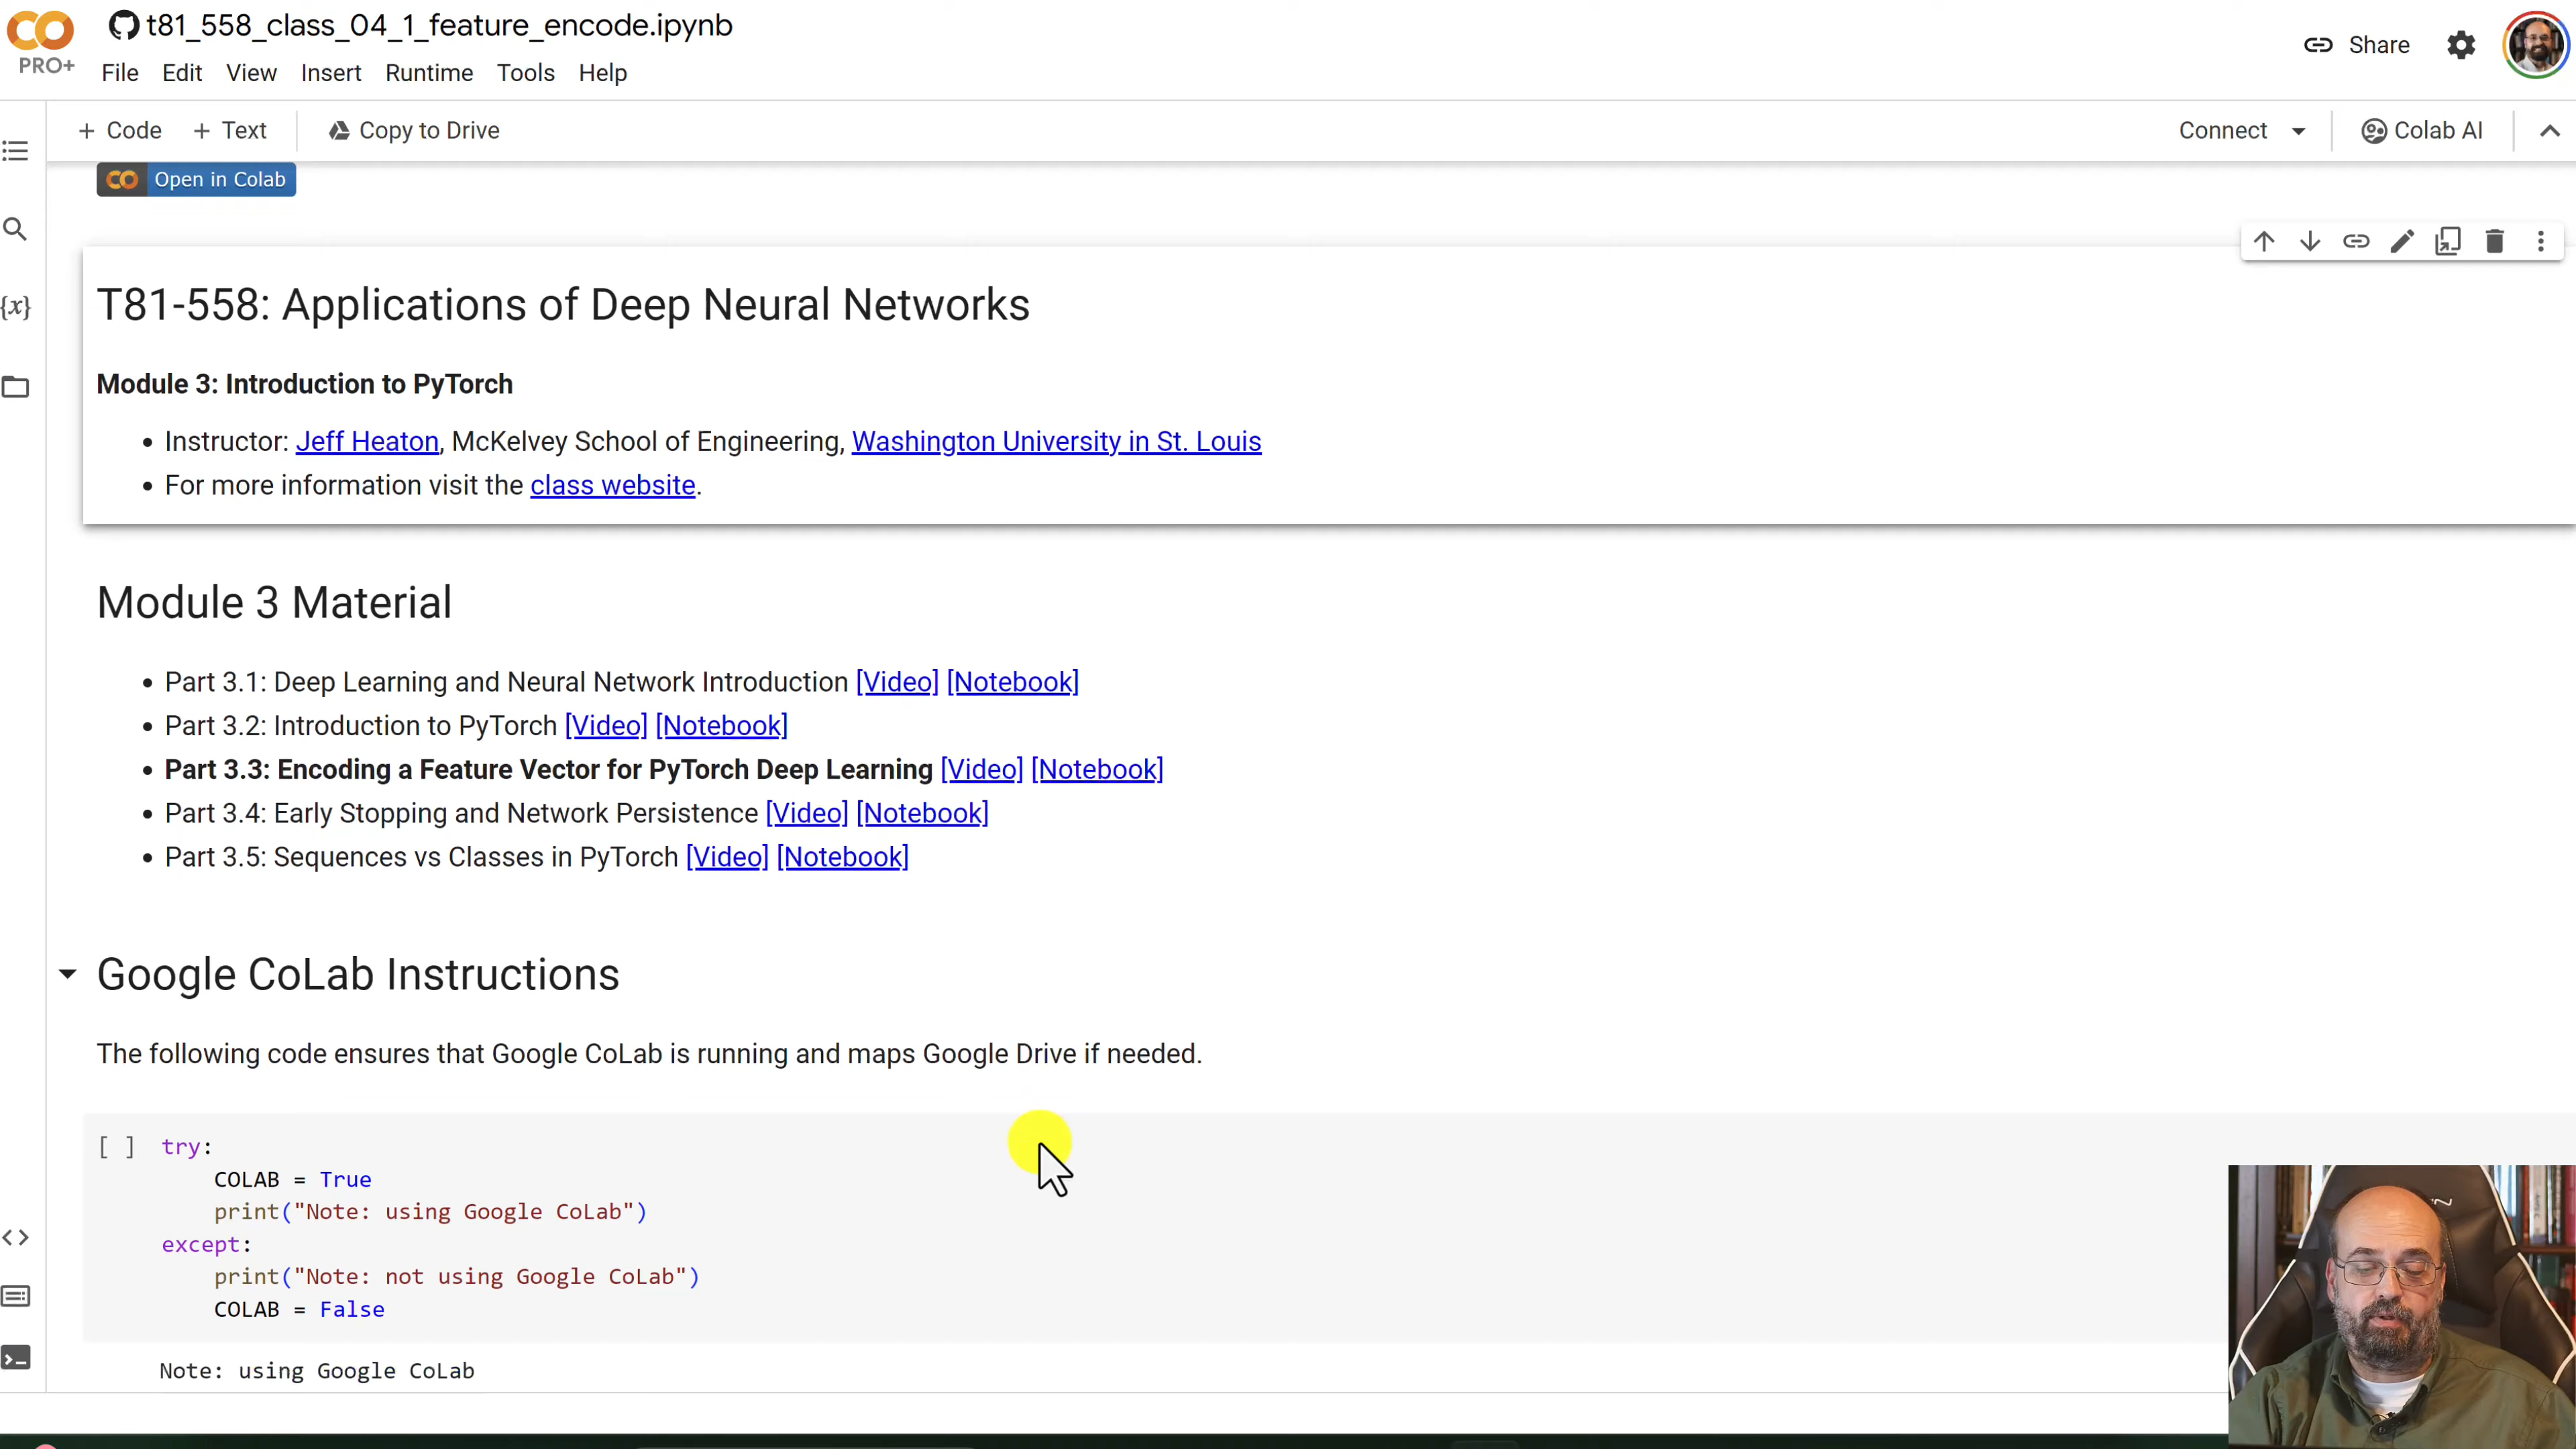 t81_558_class_04_1_feature_encode.ipynb
PRO+
File Edit View Insert Runtime Tools Help
Share
+ Code + Text Copy to Drive
Connect
Colab AI
Open in Colab
{x}
T81-558: Applications of Deep Neural Networks
Module 3: Introduction to PyTorch
• Instructor: Jeff Heaton, McKelvey School of Engineering, Washington University in St. Louis
• For more information visit the class website.
Module 3 Material
• Part 3.1: Deep Learning and Neural Network Introduction [Video] [Notebook]
• Part 3.2: Introduction to PyTorch [Video] [Notebook]
• Part 3.3: Encoding a Feature Vector for PyTorch Deep Learning [Video] [Notebook]
• Part 3.4: Early Stopping and Network Persistence [Video] [Notebook]
• Part 3.5: Sequences vs Classes in PyTorch [Video] [Notebook]
Google CoLab Instructions
The following code ensures that Google CoLab is running and maps Google Drive if needed.
[ ] try:
COLAB = True
print("Note: using Google CoLab")
except:
print("Note: not using Google CoLab")
COLAB = False
Note: using Google CoLab